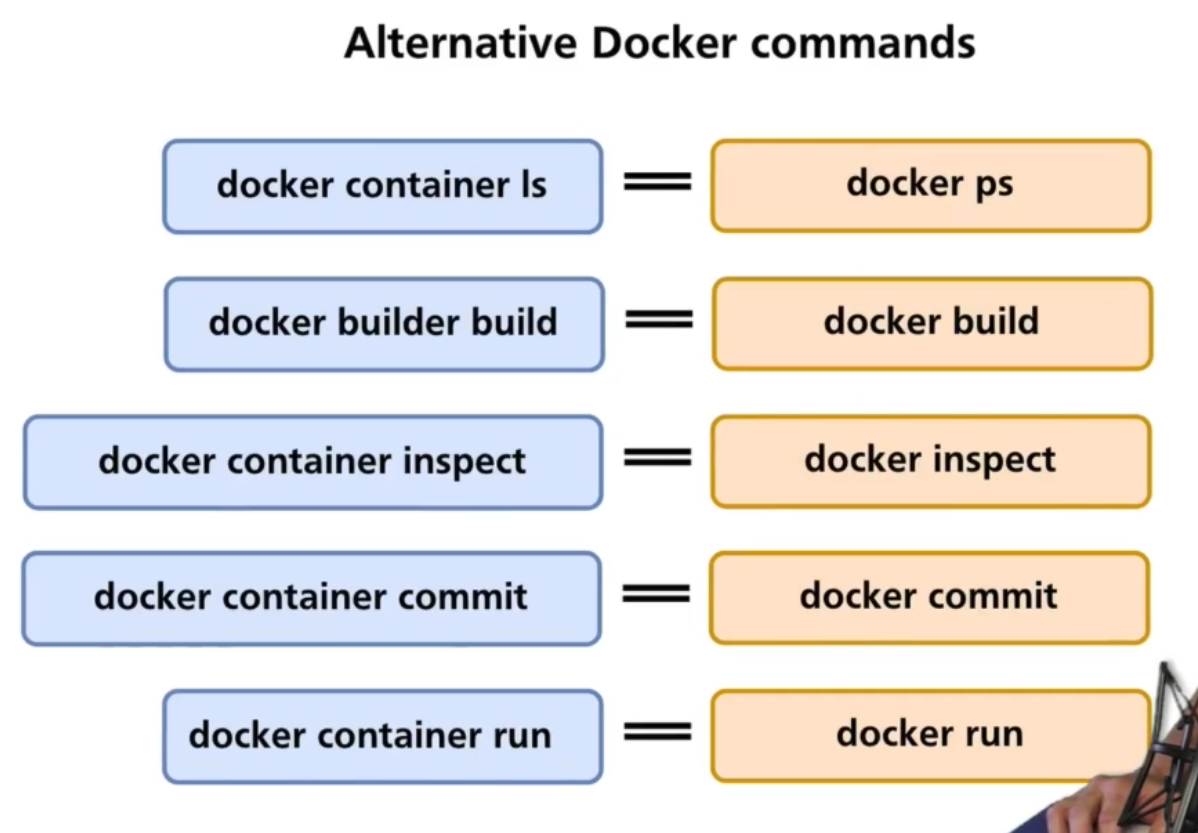 Alternative Docker commands
docker container ls
docker ps
docker builder build
docker build
docker container inspect
docker inspect
docker container commit
docker commit
docker container run
docker run